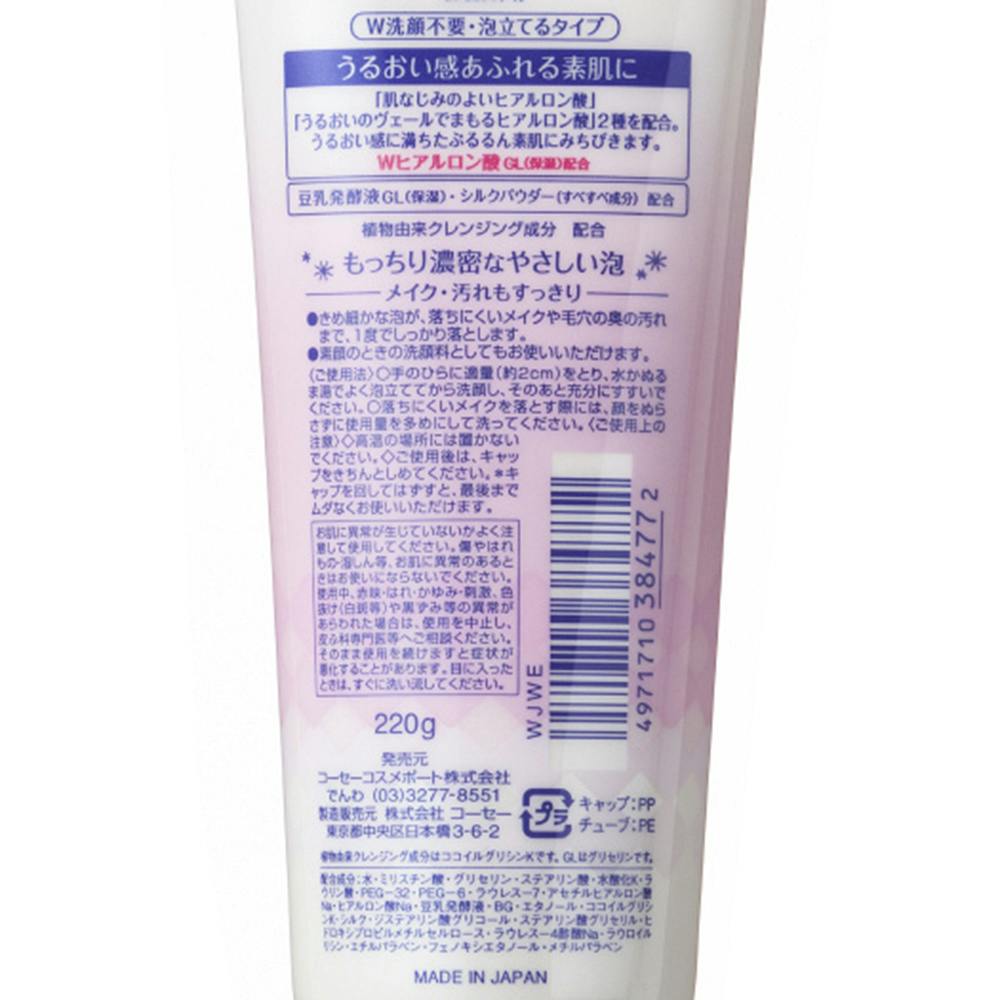 W洗顔不要・泡立てるタイプ
うるおい感あふれる素肌に
「肌なじみのよいヒアルロン酸」
「うるおいのヴェールでまもるヒアルロン酸」2種を配合。
うるおい感に満ちたぷるるん素肌にみちびきます。
Wヒアルロン酸GL(保湿)配合
豆乳発酵液GL(保湿)・シルクパウダー(すべすべ成分) 配合
植物由来クレンジング成分 配合
もっちり濃密なやさしい泡
メイク・汚れもすっきり
●きめ細かな泡が、落ちにくいメイクや毛穴の奥の汚れ
まで、1度でしっかり落とします。
●素顔のときの洗顔料としてもお使いいただけます。
〈ご使用法〉○手のひらに適量(約2cm)をとり、水かぬる
ま湯でよく泡立ててから洗顔し、そのあと充分にすすいで
ください。○落ちにくいメイクを落とす際には、顔をぬら
さずに使用量を多めにして洗ってください。〈ご使用上の
注意〉◇高温の場所には置かない
でください。◇ご使用後は、キャッ
プをきちんとしめてください。*キ
ャップを回してはずすと、最後まで
ムダなくお使いいただけます。
お肌に異常が生じていないかよく注
意して使用してください。傷やはれ
もの・湿しん等、お肌に異常のあると
きはお使いにならないでください。
使用中、赤味・はれ・かゆみ・刺激、色
抜け(白斑等)や黒ずみ等の異常が
あらわれた場合は、使用を中止し、
皮ふ科専門医等へご相談ください。
そのまま使用を続けますと症状が
悪化することがあります。目に入った
ときは、すぐに洗い流してください。
WJWE
4971710384772
220g
発売元
コーセーコスメポート株式会社
でんわ (03)3277-8551
製造販売元 株式会社 コーセー
東京都中央区日本橋3-6-2
プラ
キャップ:PP
チューブ:PE
植物由来クレンジング成分はココイルグリシンKです。GLはグリセリンです。
配合成分:水・ミリスチン酸・グリセリン・ステアリン酸・水酸化K・ラ
ウリン酸・PEG-32・PEG-6・ラウレス-7・アセチルヒアルロン酸
Na・ヒアルロン酸Na・豆乳発酵液・BG・エタノール・ココイルグリシ
ンK・シルク・ジステアリン酸グリコール・ステアリン酸グリセリル・ヒ
ドロキシプロピルメチルセルロース・ラウレス-4酢酸Na・ラウロイル
リシン・エチルパラベン・フェノキシエタノール・メチルパラベン
MADE IN JAPAN